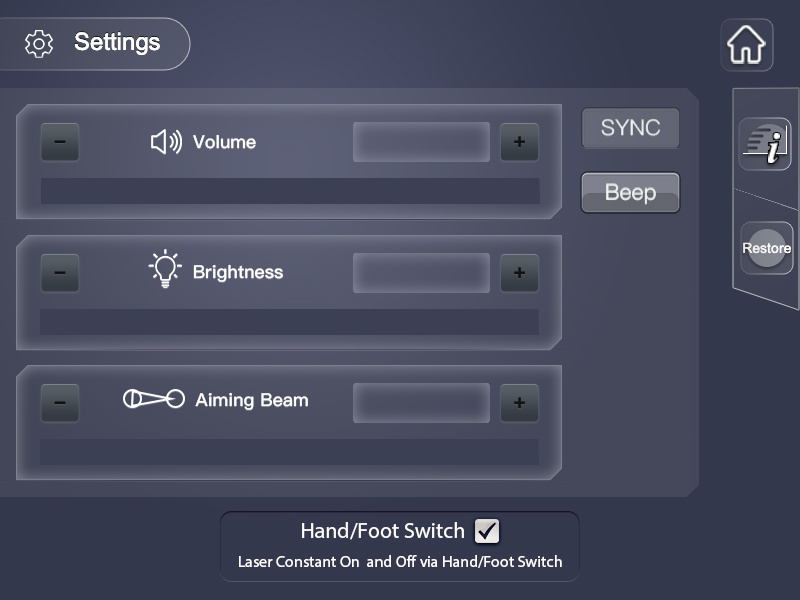 Settings
− Volume +
SYNC
Beep
− Brightness +
− Aiming Beam +
i
Restore
Hand/Foot Switch
Laser Constant On and Off via Hand/Foot Switch